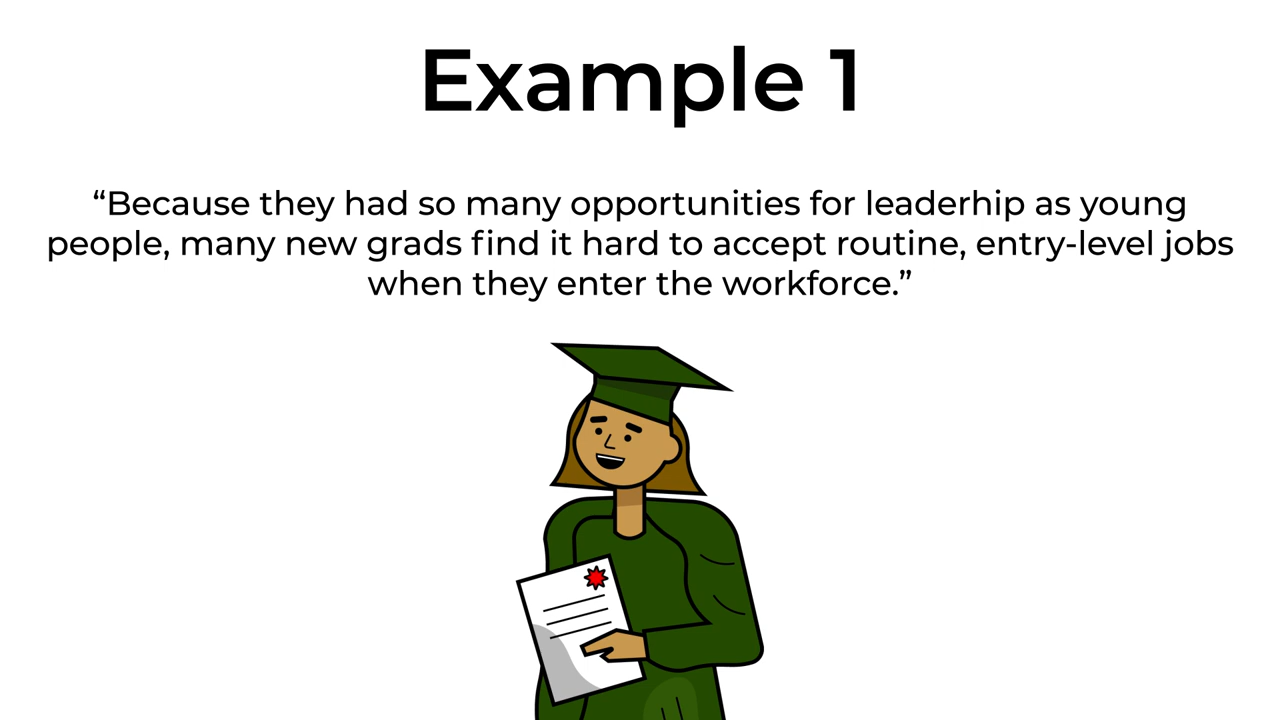 Example 1
“Because they had so many opportunities for leaderhip as young
people, many new grads find it hard to accept routine, entry-level jobs
when they enter the workforce.”